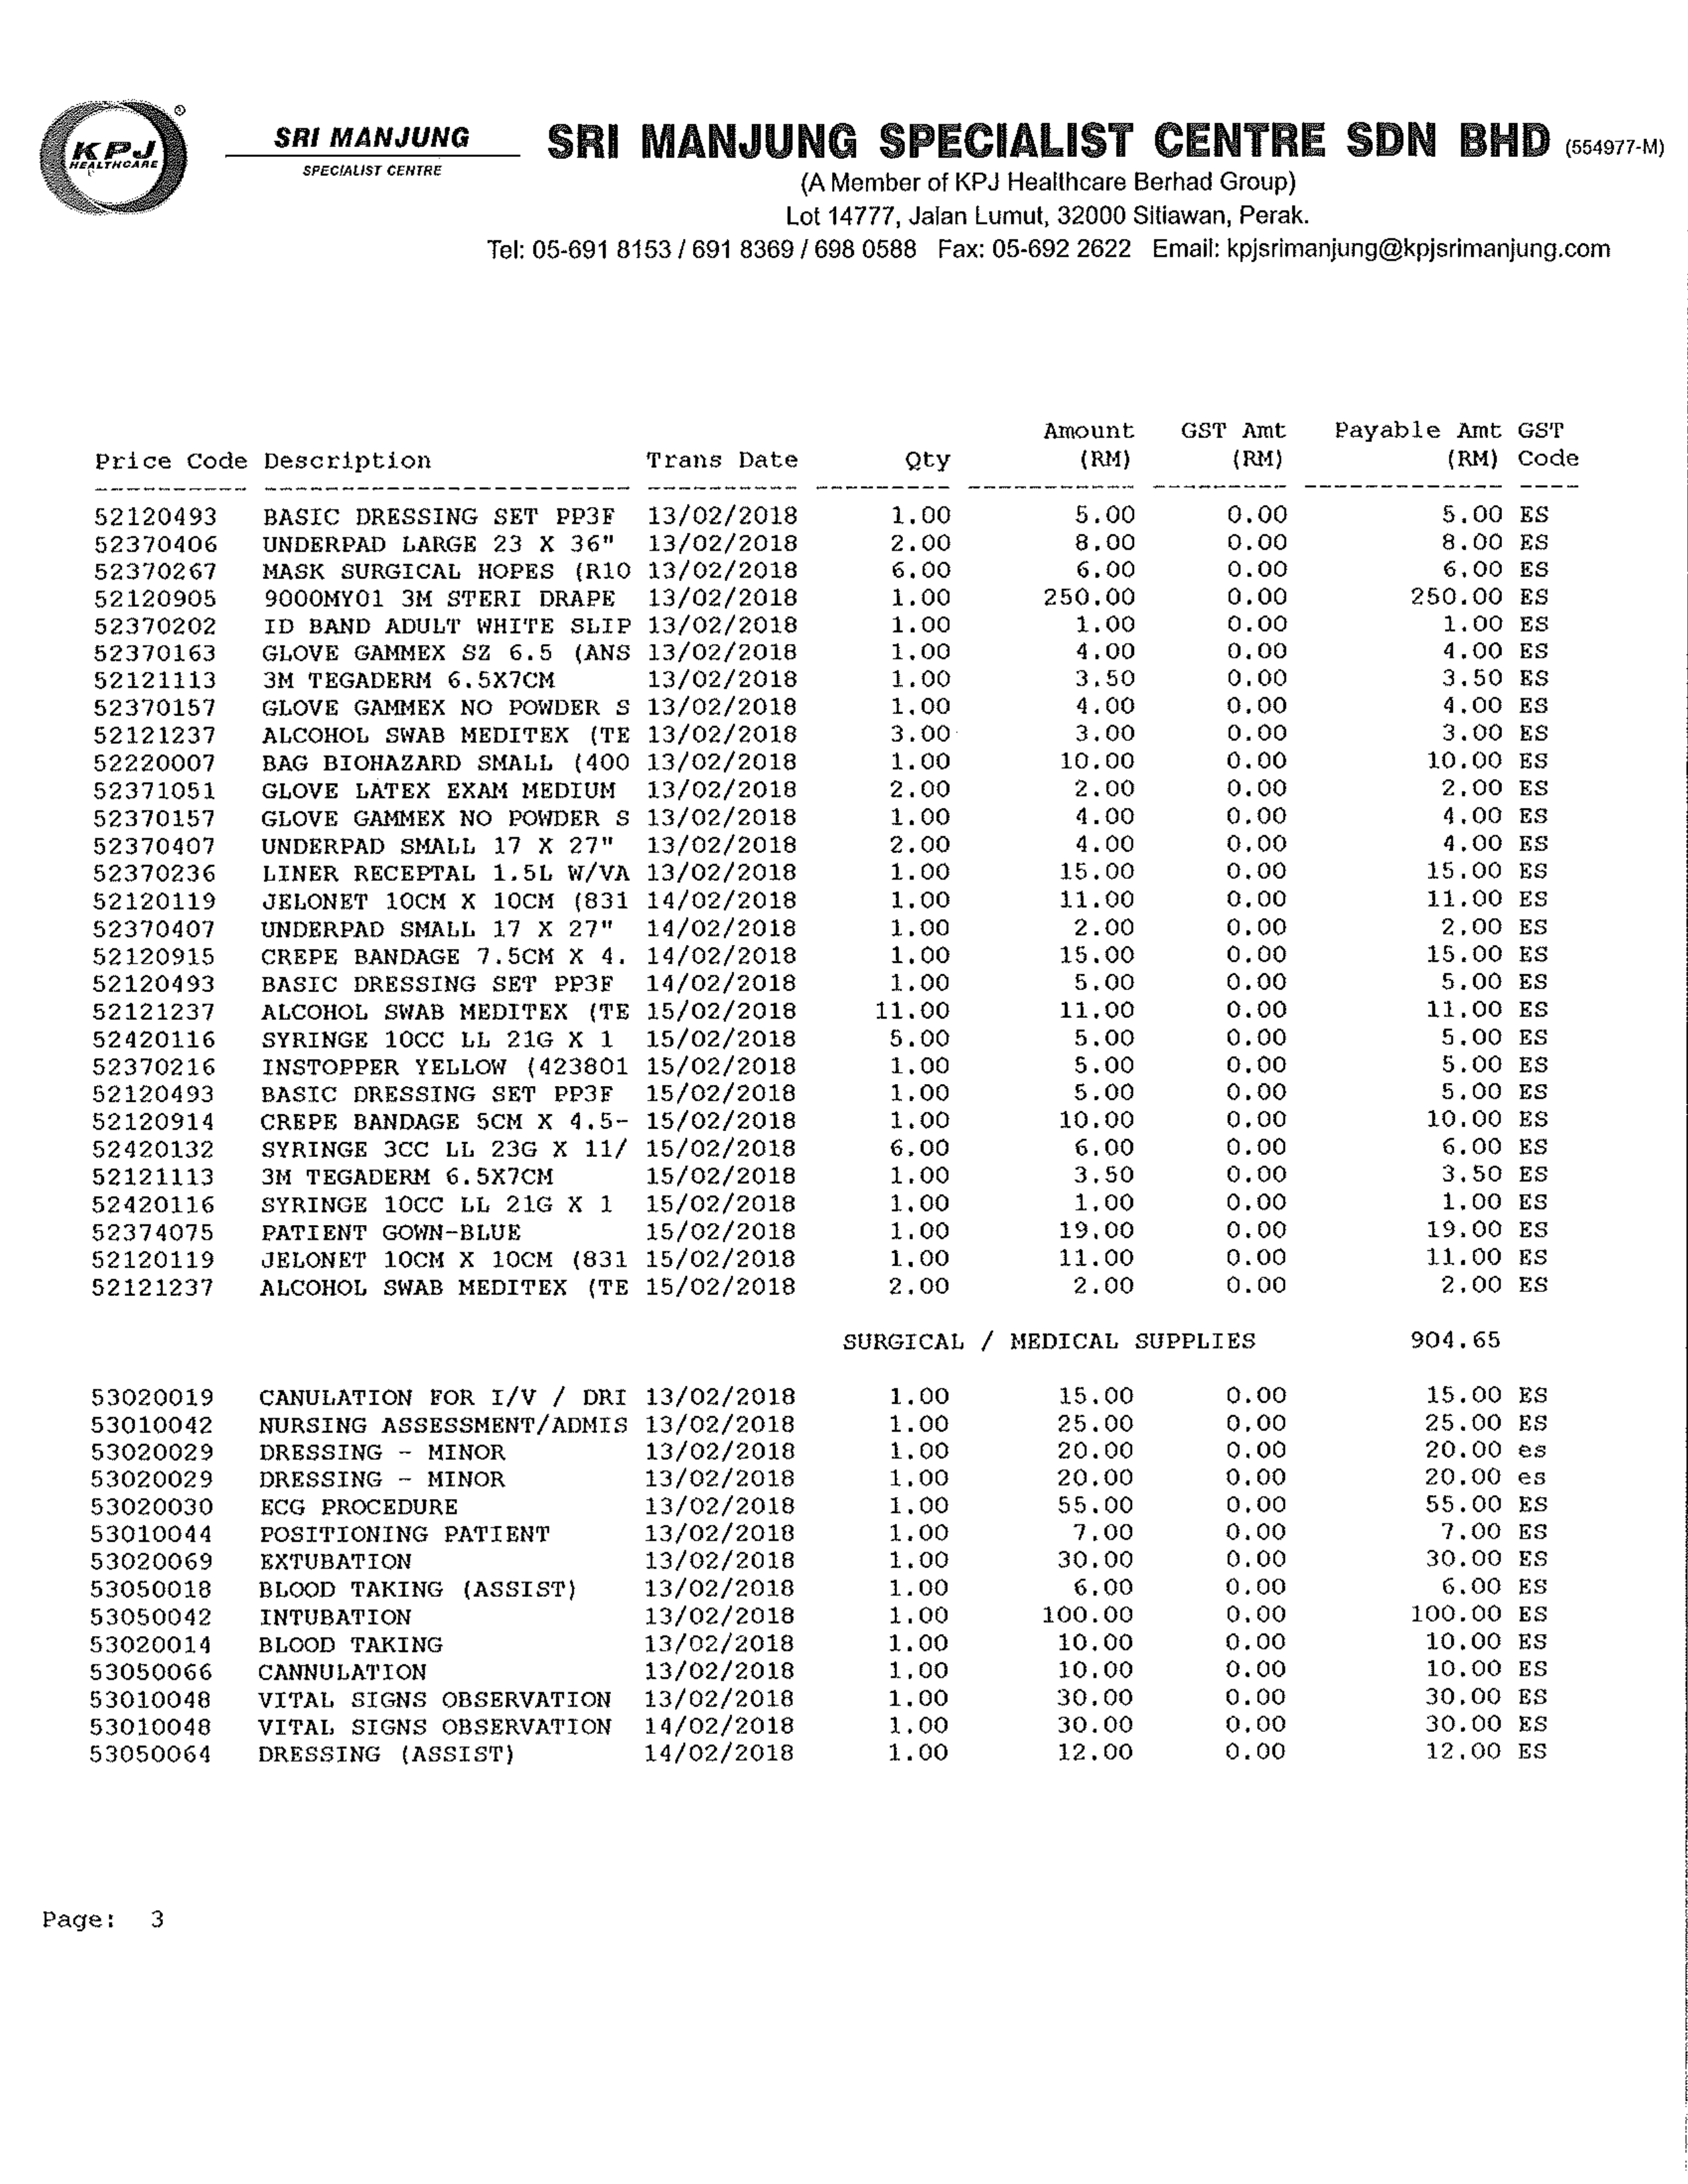 KPJ
HEALTHCARE
®
SRI MANJUNG
SPECIALIST CENTRE
SRI MANJUNG SPECIALIST CENTRE SDN BHD (554977-M)
(A Member of KPJ Healthcare Berhad Group)
Lot 14777, Jalan Lumut, 32000 Sitiawan, Perak.
Tel: 05-691 8153 / 691 8369 / 698 0588 Fax: 05-692 2622 Email: kpjsrimanjung@kpjsrimanjung.com
Amount GST Amt Payable Amt GST
Price Code Description Trans Date Qty (RM) (RM) (RM) Code
52120493 BASIC DRESSING SET PP3F 13/02/2018 1.00 5.00 0.00 5.00 ES
52370406 UNDERPAD LARGE 23 X 36" 13/02/2018 2.00 8.00 0.00 8.00 ES
52370267 MASK SURGICAL HOPES (R10 13/02/2018 6.00 6.00 0.00 6.00 ES
52120905 9000MY01 3M STERI DRAPE 13/02/2018 1.00 250.00 0.00 250.00 ES
52370202 ID BAND ADULT WHITE SLIP 13/02/2018 1.00 1.00 0.00 1.00 ES
52370163 GLOVE GAMMEX SZ 6.5 (ANS 13/02/2018 1.00 4.00 0.00 4.00 ES
52121113 3M TEGADERM 6.5X7CM 13/02/2018 1.00 3.50 0.00 3.50 ES
52370157 GLOVE GAMMEX NO POWDER S 13/02/2018 1.00 4.00 0.00 4.00 ES
52121237 ALCOHOL SWAB MEDITEX (TE 13/02/2018 3.00 3.00 0.00 3.00 ES
52220007 BAG BIOHAZARD SMALL (400 13/02/2018 1.00 10.00 0.00 10.00 ES
52371051 GLOVE LATEX EXAM MEDIUM 13/02/2018 2.00 2.00 0.00 2.00 ES
52370157 GLOVE GAMMEX NO POWDER S 13/02/2018 1.00 4.00 0.00 4.00 ES
52370407 UNDERPAD SMALL 17 X 27" 13/02/2018 2.00 4.00 0.00 4.00 ES
52370236 LINER RECEPTAL 1.5L W/VA 13/02/2018 1.00 15.00 0.00 15.00 ES
52120119 JELONET 10CM X 10CM (831 14/02/2018 1.00 11.00 0.00 11.00 ES
52370407 UNDERPAD SMALL 17 X 27" 14/02/2018 1.00 2.00 0.00 2.00 ES
52120915 CREPE BANDAGE 7.5CM X 4. 14/02/2018 1.00 15.00 0.00 15.00 ES
52120493 BASIC DRESSING SET PP3F 14/02/2018 1.00 5.00 0.00 5.00 ES
52121237 ALCOHOL SWAB MEDITEX (TE 15/02/2018 11.00 11.00 0.00 11.00 ES
52420116 SYRINGE 10CC LL 21G X 1 15/02/2018 5.00 5.00 0.00 5.00 ES
52370216 INSTOPPER YELLOW (423801 15/02/2018 1.00 5.00 0.00 5.00 ES
52120493 BASIC DRESSING SET PP3F 15/02/2018 1.00 5.00 0.00 5.00 ES
52120914 CREPE BANDAGE 5CM X 4.5- 15/02/2018 1.00 10.00 0.00 10.00 ES
52420132 SYRINGE 3CC LL 23G X 11/ 15/02/2018 6.00 6.00 0.00 6.00 ES
52121113 3M TEGADERM 6.5X7CM 15/02/2018 1.00 3.50 0.00 3.50 ES
52420116 SYRINGE 10CC LL 21G X 1 15/02/2018 1.00 1.00 0.00 1.00 ES
52374075 PATIENT GOWN-BLUE 15/02/2018 1.00 19.00 0.00 19.00 ES
52120119 JELONET 10CM X 10CM (831 15/02/2018 1.00 11.00 0.00 11.00 ES
52121237 ALCOHOL SWAB MEDITEX (TE 15/02/2018 2.00 2.00 0.00 2.00 ES
SURGICAL / MEDICAL SUPPLIES 904.65
53020019 CANULATION FOR I/V / DRI 13/02/2018 1.00 15.00 0.00 15.00 ES
53010042 NURSING ASSESSMENT/ADMIS 13/02/2018 1.00 25.00 0.00 25.00 ES
53020029 DRESSING - MINOR 13/02/2018 1.00 20.00 0.00 20.00 es
53020029 DRESSING - MINOR 13/02/2018 1.00 20.00 0.00 20.00 es
53020030 ECG PROCEDURE 13/02/2018 1.00 55.00 0.00 55.00 ES
53010044 POSITIONING PATIENT 13/02/2018 1.00 7.00 0.00 7.00 ES
53020069 EXTUBATION 13/02/2018 1.00 30.00 0.00 30.00 ES
53050018 BLOOD TAKING (ASSIST) 13/02/2018 1.00 6.00 0.00 6.00 ES
53050042 INTUBATION 13/02/2018 1.00 100.00 0.00 100.00 ES
53020014 BLOOD TAKING 13/02/2018 1.00 10.00 0.00 10.00 ES
53050066 CANNULATION 13/02/2018 1.00 10.00 0.00 10.00 ES
53010048 VITAL SIGNS OBSERVATION 13/02/2018 1.00 30.00 0.00 30.00 ES
53010048 VITAL SIGNS OBSERVATION 14/02/2018 1.00 30.00 0.00 30.00 ES
53050064 DRESSING (ASSIST) 14/02/2018 1.00 12.00 0.00 12.00 ES
Page: 3